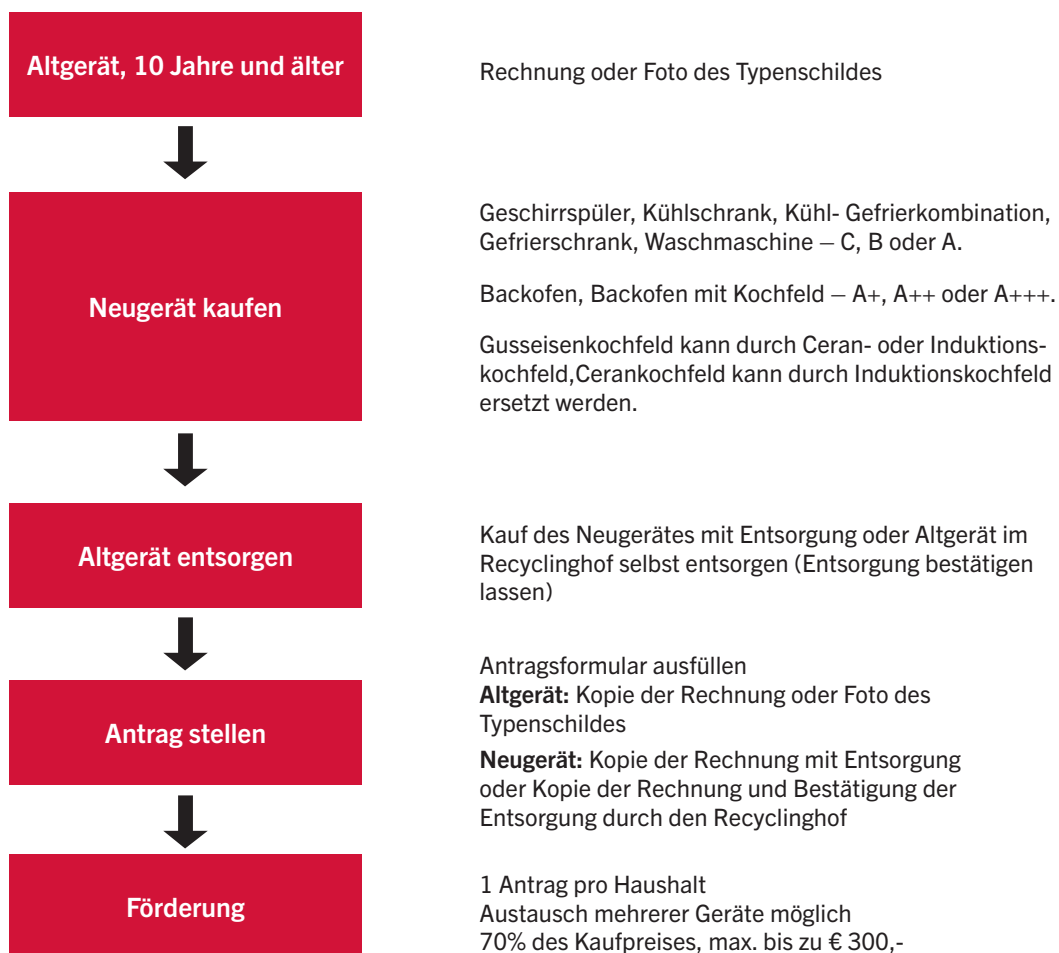 Altgerät, 10 Jahre und älter
Rechnung oder Foto des Typenschildes
Neugerät kaufen
Geschirrspüler, Kühlschrank, Kühl- Gefrierkombination,
Gefrierschrank, Waschmaschine – C, B oder A.
Backofen, Backofen mit Kochfeld – A+, A++ oder A+++.
Gusseisenkochfeld kann durch Ceran- oder Induktions-
kochfeld,Cerankochfeld kann durch Induktionskochfeld
ersetzt werden.
Altgerät entsorgen
Kauf des Neugerätes mit Entsorgung oder Altgerät im
Recyclinghof selbst entsorgen (Entsorgung bestätigen
lassen)
Antrag stellen
Antragsformular ausfüllen
Altgerät: Kopie der Rechnung oder Foto des
Typenschildes
Neugerät: Kopie der Rechnung mit Entsorgung
oder Kopie der Rechnung und Bestätigung der
Entsorgung durch den Recyclinghof
Förderung
1 Antrag pro Haushalt
Austausch mehrerer Geräte möglich
70% des Kaufpreises, max. bis zu € 300,-